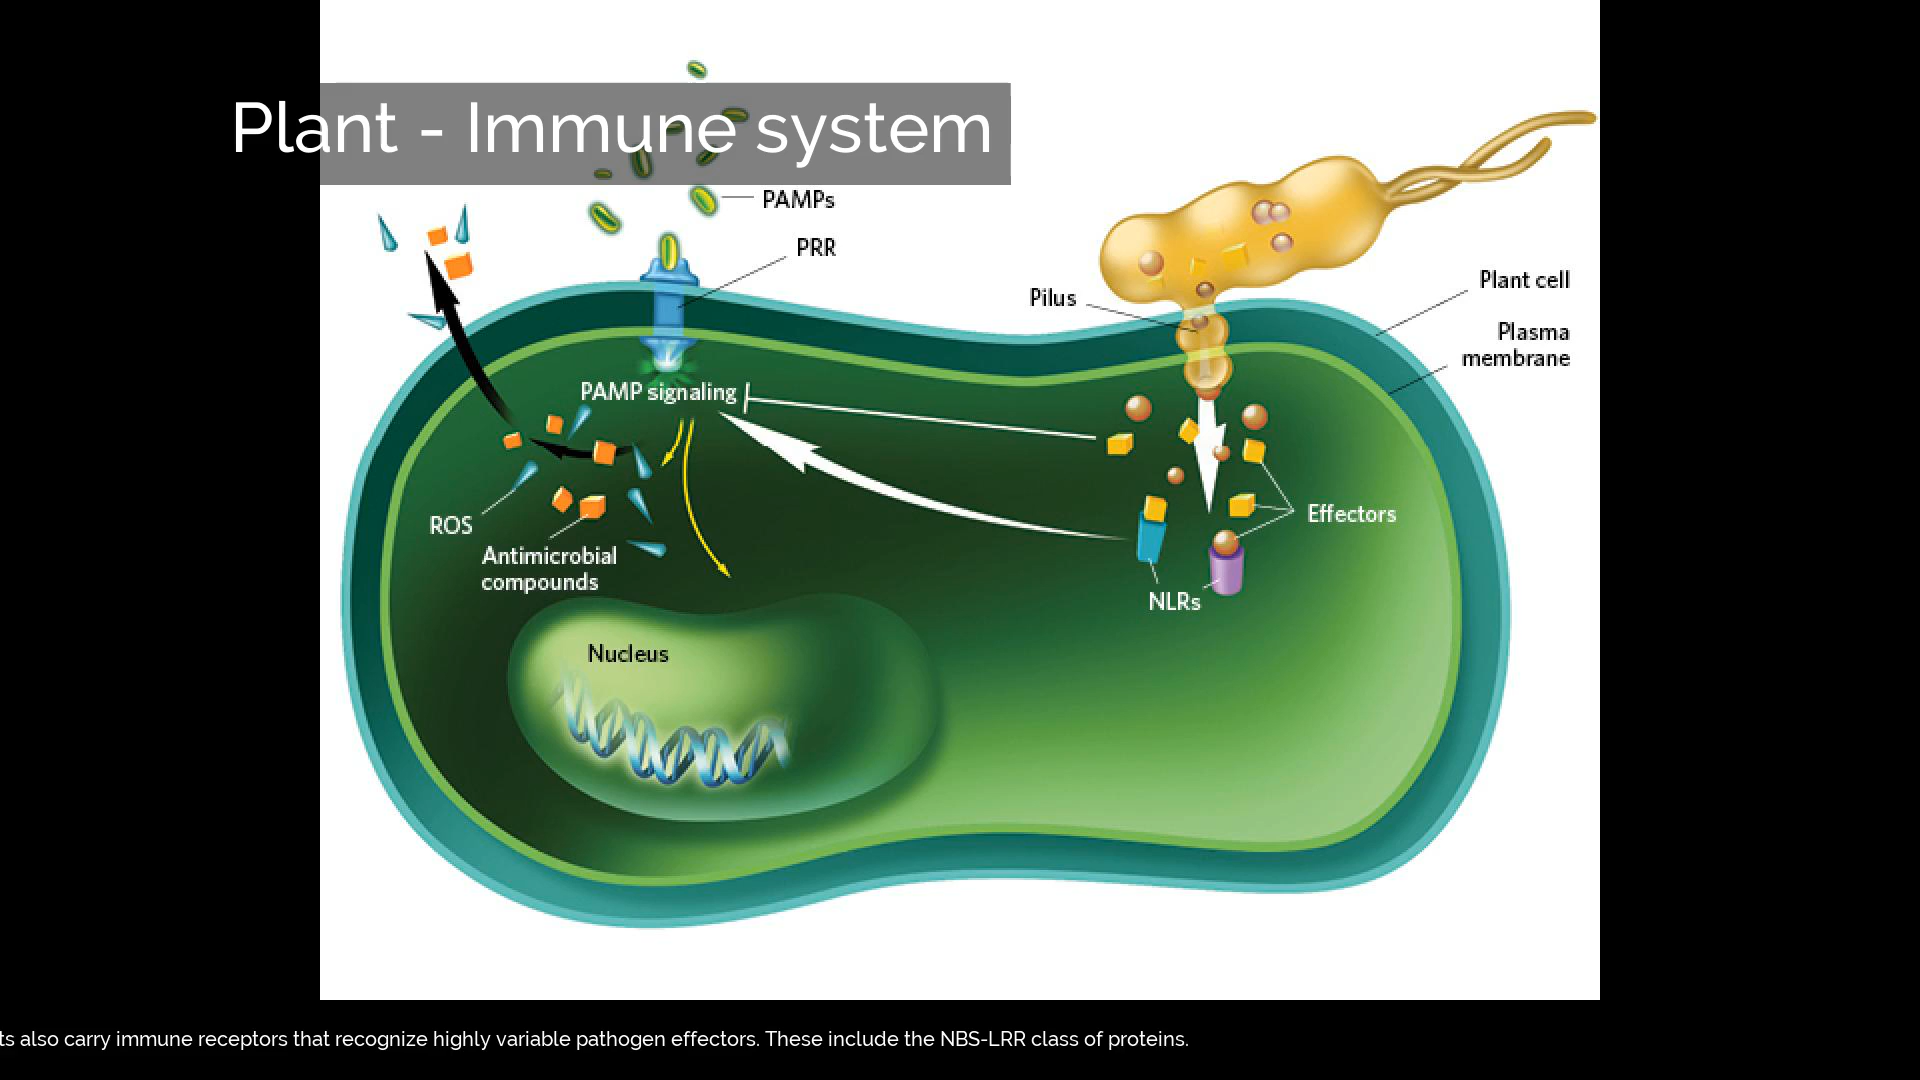 Plant - Immune system
PAMPs
PRR
Pilus
Plant cell
Plasma
membrane
PAMP signaling
ROS
Antimicrobial
compounds
Effectors
NLRs
Nucleus
also carry immune receptors that recognize highly variable pathogen effectors. These include the NBS-LRR class of proteins.